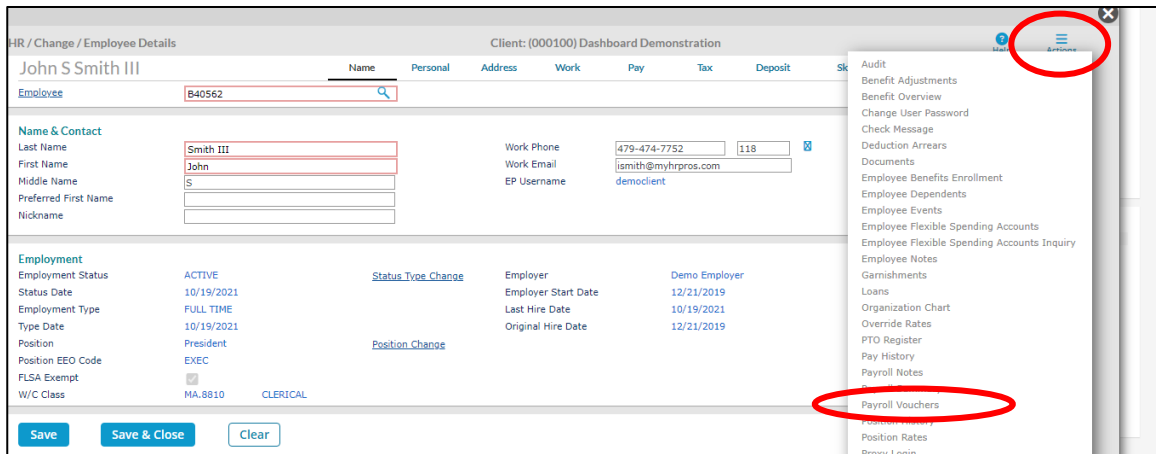 HR / Change / Employee Details Client: (000100) Dashboard Demonstration Help Actions
John S Smith III Name Personal Address Work Pay Tax Deposit Sk
Employee B40562
Name & Contact
Last Name Smith III Work Phone 479-474-7752 118
First Name John Work Email ismith@myhrpros.com
Middle Name S EP Username democlient
Preferred First Name
Nickname
Employment
Employment Status ACTIVE Status Type Change Employer Demo Employer
Status Date 10/19/2021 Employer Start Date 12/21/2019
Employment Type FULL TIME Last Hire Date 10/19/2021
Type Date 10/19/2021 Original Hire Date 12/21/2019
Position President Position Change
Position EEO Code EXEC
FLSA Exempt
W/C Class MA.8810 CLERICAL
Save Save & Close Clear
Audit
Benefit Adjustments
Benefit Overview
Change User Password
Check Message
Deduction Arrears
Documents
Employee Benefits Enrollment
Employee Dependents
Employee Events
Employee Flexible Spending Accounts
Employee Flexible Spending Accounts Inquiry
Employee Notes
Garnishments
Loans
Organization Chart
Override Rates
PTO Register
Pay History
Payroll Notes
Payroll Vouchers
Position History
Position Rates
Proxy Login